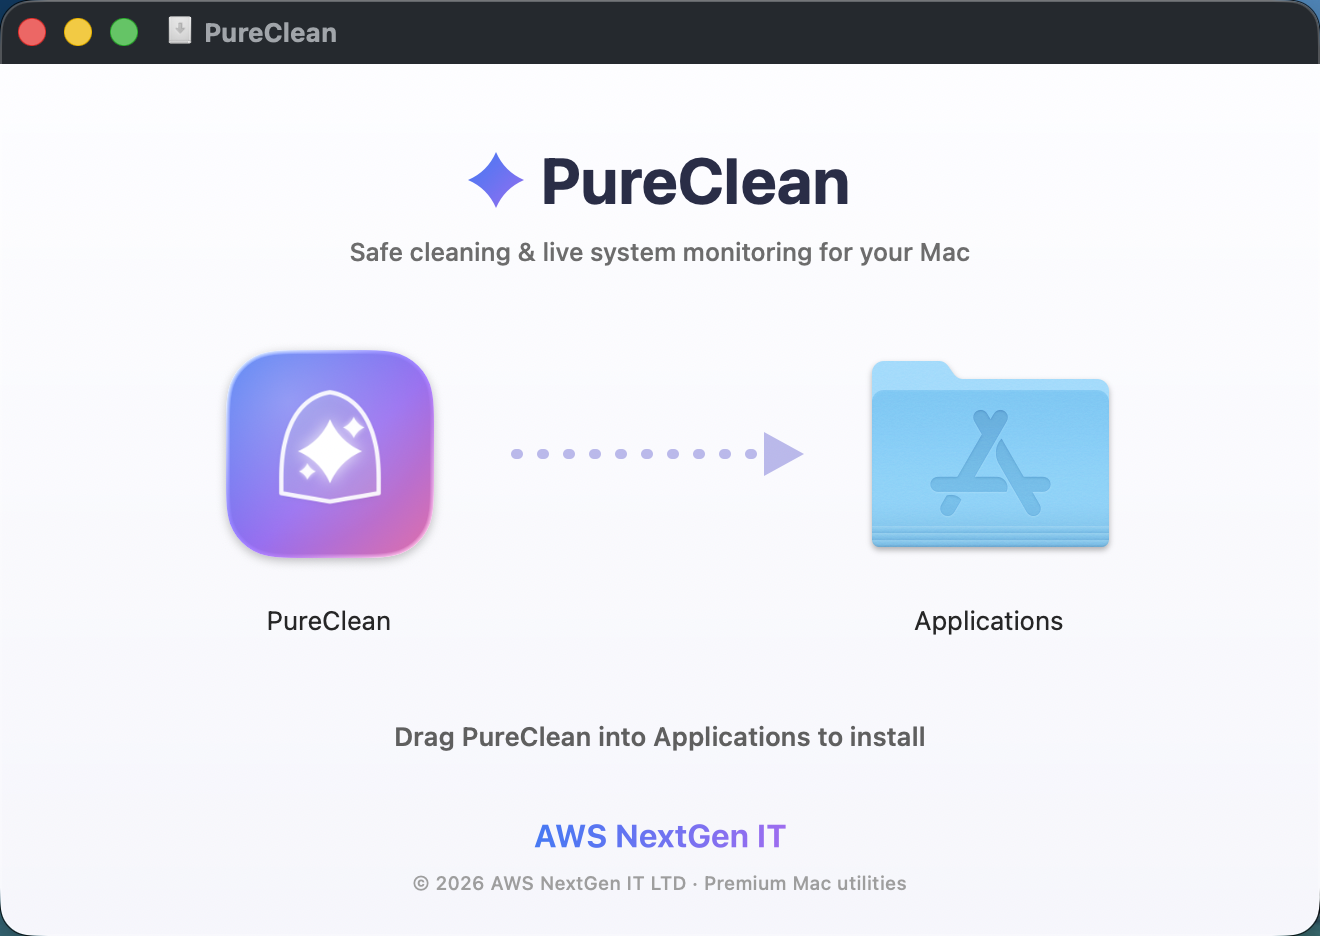 PureClean
PureClean
Safe cleaning & live system monitoring for your Mac
PureClean
Applications
Drag PureClean into Applications to install
AWS NextGen IT
© 2026 AWS NextGen IT LTD · Premium Mac utilities